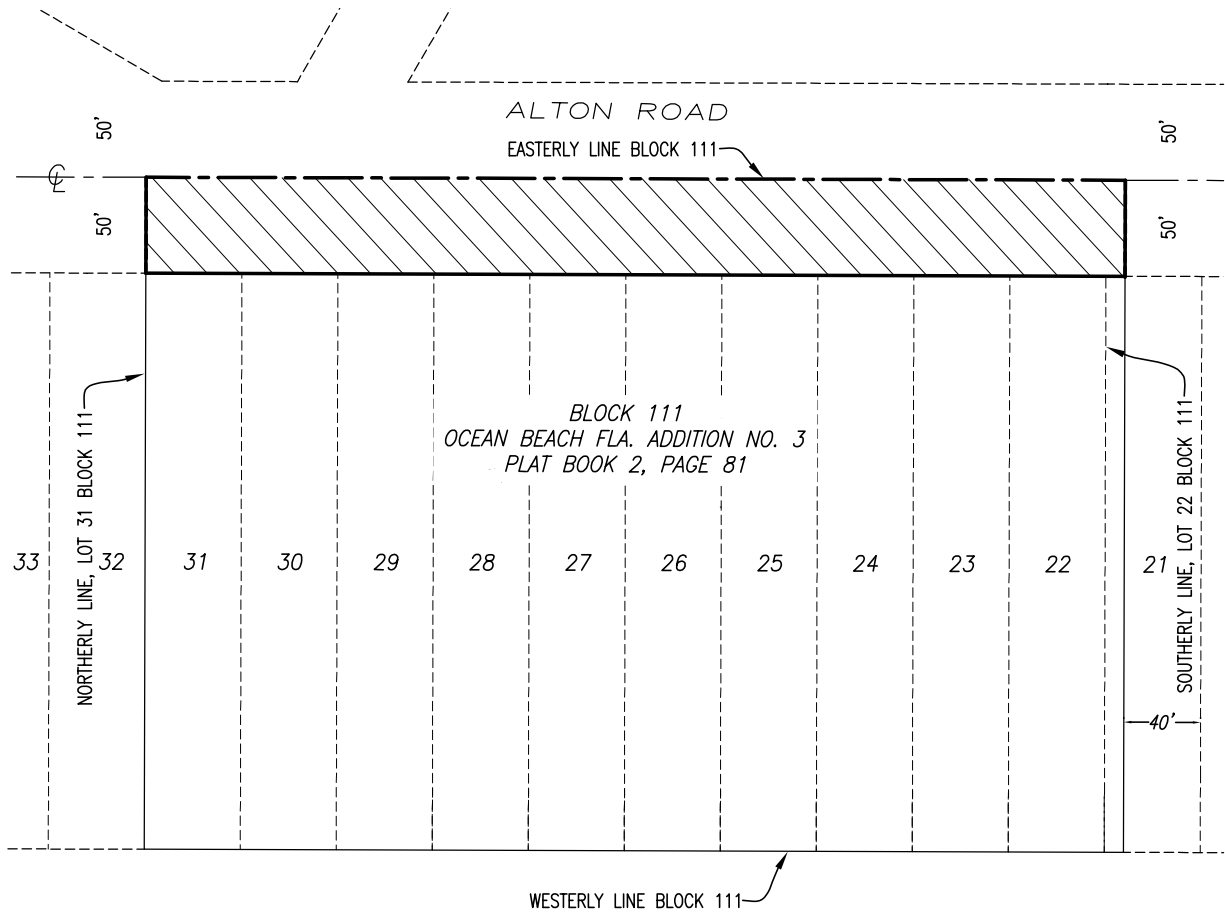 ALTON ROAD
50'
50'
EASTERLY LINE BLOCK 111
℄
50'
50'
BLOCK 111
OCEAN BEACH FLA. ADDITION NO. 3
PLAT BOOK 2, PAGE 81
NORTHERLY LINE, LOT 31 BLOCK 111
SOUTHERLY LINE, LOT 22 BLOCK 111
33 32 31 30 29 28 27 26 25 24 23 22 21
40'
WESTERLY LINE BLOCK 111